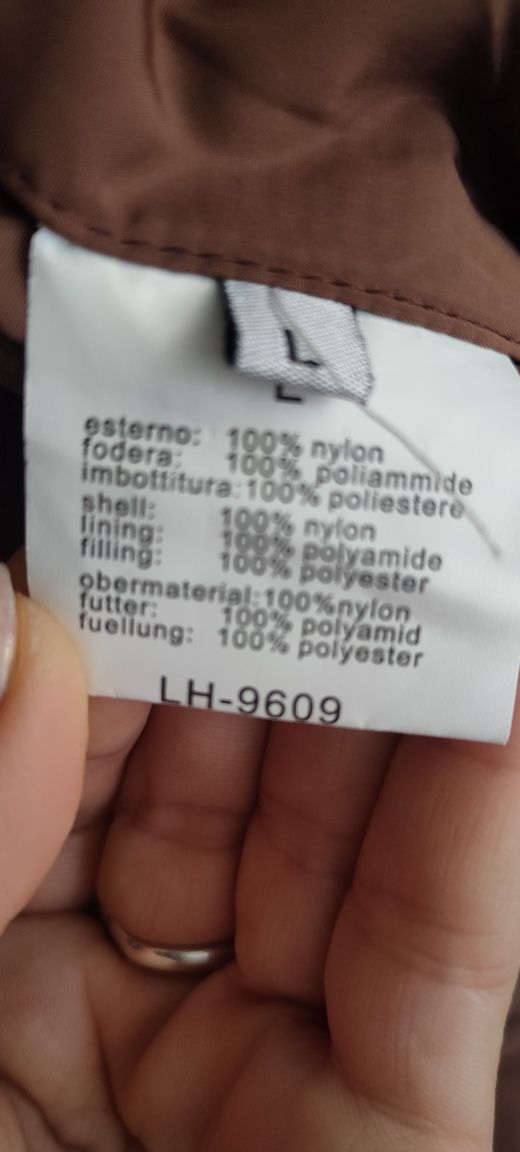 L
L
esterno: 100% nylon
fodera: 100% poliammide
imbottitura: 100% poliestere
shell: 100% nylon
lining: 100% polyamide
filling: 100% polyester
obermaterial: 100%nylon
futter: 100% polyamid
fuellung: 100% polyester
LH-9609